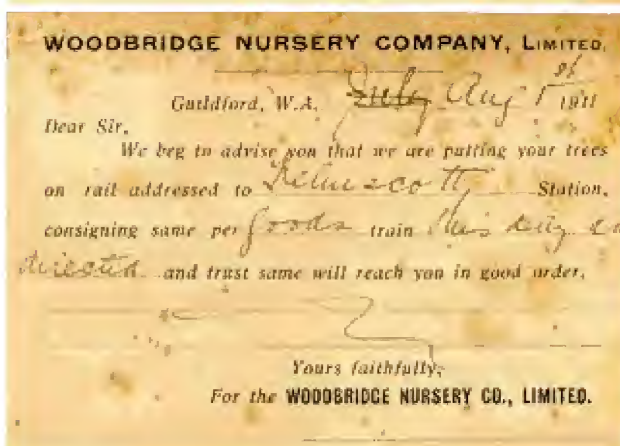 WOODBRIDGE NURSERY COMPANY, LIMITED,
Guildford, W.A. July Aug 1st 1911
Dear Sir,
We beg to advise you that we are putting your trees
on rail addressed to Kelmscott Station,
consigning same per goods train this day as
directed and trust same will reach you in good order.
Yours faithfully,
For the WOODBRIDGE NURSERY CO., LIMITED.